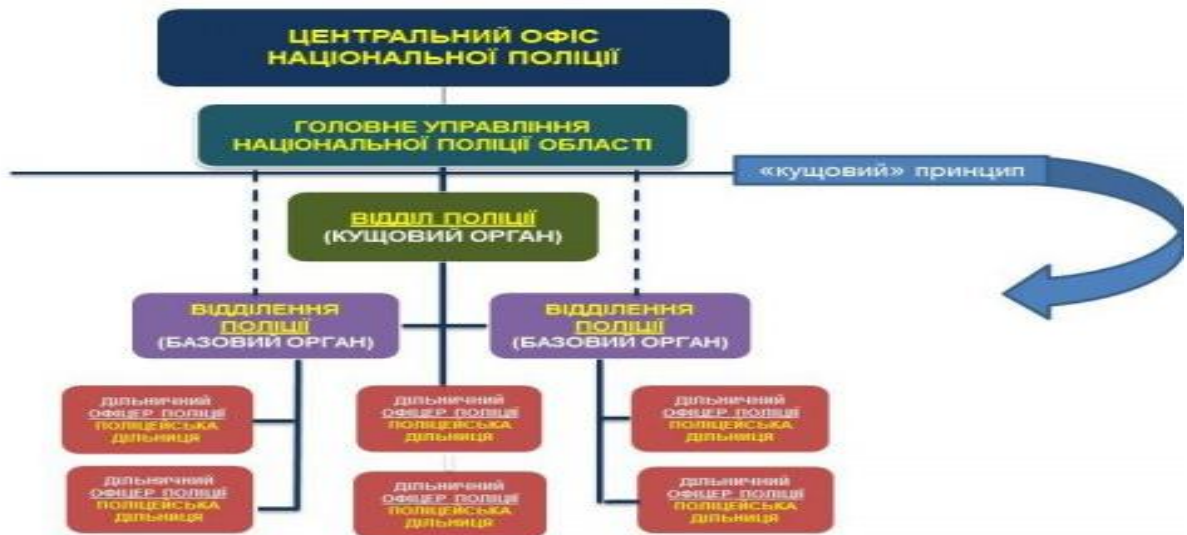 ЦЕНТРАЛЬНИЙ ОФІС
НАЦІОНАЛЬНОЇ ПОЛІЦІЇ
ГОЛОВНЕ УПРАВЛІННЯ
НАЦІОНАЛЬНОЇ ПОЛІЦІЇ ОБЛАСТІ
«кущовий» принцип
ВІДДІЛ ПОЛІЦІЇ
(КУЩОВИЙ ОРГАН)
ВІДДІЛЕННЯ
ПОЛІЦІЇ
(БАЗОВИЙ ОРГАН)
ВІДДІЛЕННЯ
ПОЛІЦІЇ
(БАЗОВИЙ ОРГАН)
ДІЛЬНИЧНИЙ
ОФІЦЕР ПОЛІЦІЇ
ПОЛІЦЕЙСЬКА
ДІЛЬНИЦЯ
ДІЛЬНИЧНИЙ
ОФІЦЕР ПОЛІЦІЇ
ПОЛІЦЕЙСЬКА
ДІЛЬНИЦЯ
ДІЛЬНИЧНИЙ
ОФІЦЕР ПОЛІЦІЇ
ПОЛІЦЕЙСЬКА
ДІЛЬНИЦЯ
ДІЛЬНИЧНИЙ
ОФІЦЕР ПОЛІЦІЇ
ПОЛІЦЕЙСЬКА
ДІЛЬНИЦЯ
ДІЛЬНИЧНИЙ
ОФІЦЕР ПОЛІЦІЇ
ПОЛІЦЕЙСЬКА
ДІЛЬНИЦЯ
ДІЛЬНИЧНИЙ
ОФІЦЕР ПОЛІЦІЇ
ПОЛІЦЕЙСЬКА
ДІЛЬНИЦЯ